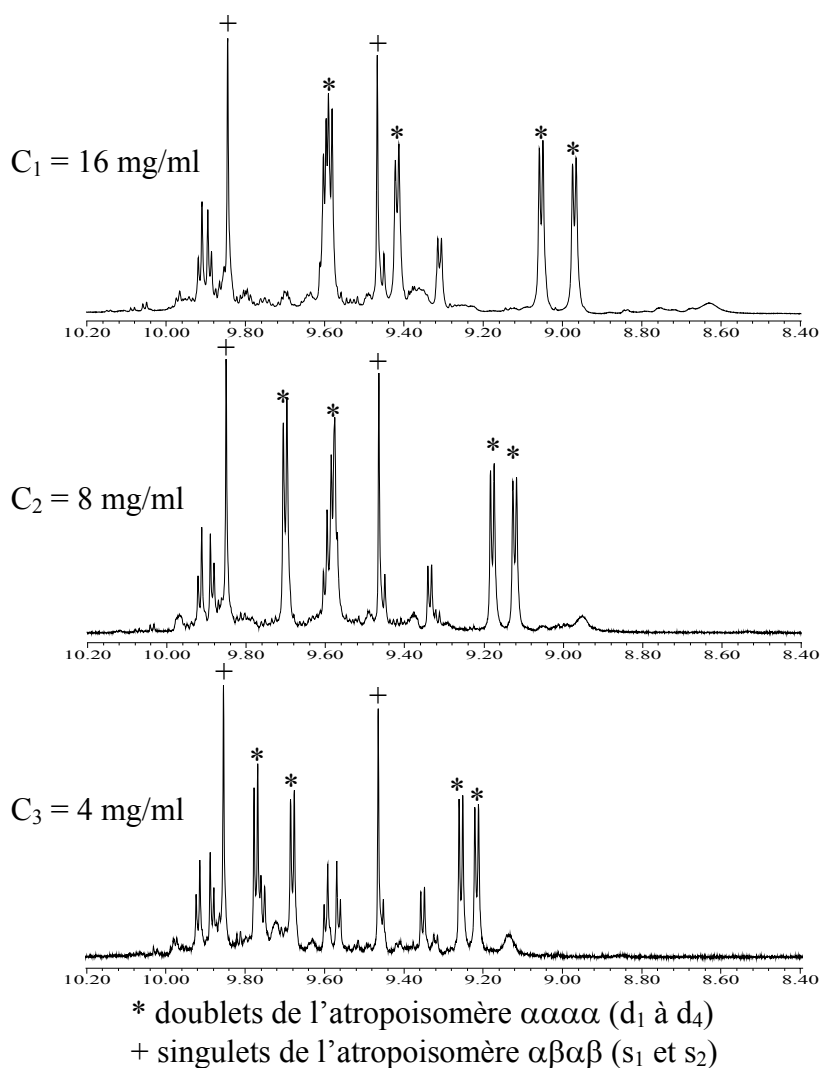 + +
* * * *
C₁ = 16 mg/ml
10.20 10.00 9.80 9.60 9.40 9.20 9.00 8.80 8.60 8.40
+ +
* * * *
C₂ = 8 mg/ml
10.20 10.00 9.80 9.60 9.40 9.20 9.00 8.80 8.60 8.40
+ +
* * * *
C₃ = 4 mg/ml
10.20 10.00 9.80 9.60 9.40 9.20 9.00 8.80 8.60 8.40
* doublets de l’atropoisomère αααα (d₁ à d₄)
+ singulets de l’atropoisomère αβαβ (s₁ et s₂)